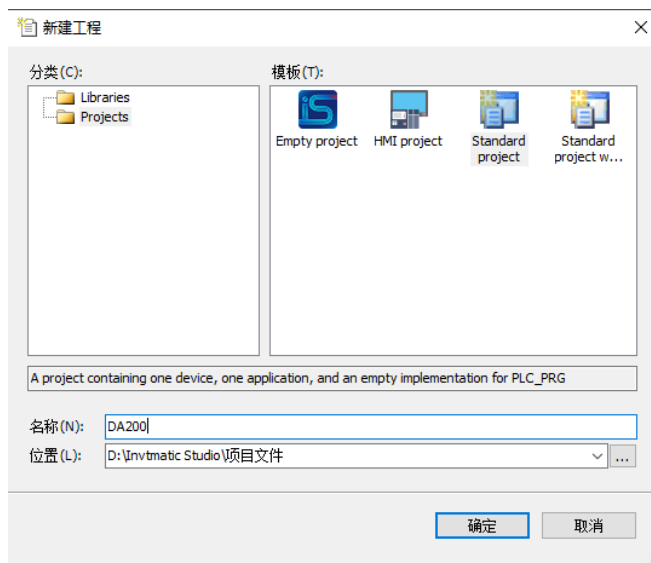 新建工程
分类(C):
模板(T):
Libraries
Projects
iS
Empty project
HMI project
Standard
project
Standard
project w...
A project containing one device, one application, and an empty implementation for PLC_PRG
名称(N):
DA200
位置(L):
D:\Invtmatic Studio\项目文件
...
确定
取消